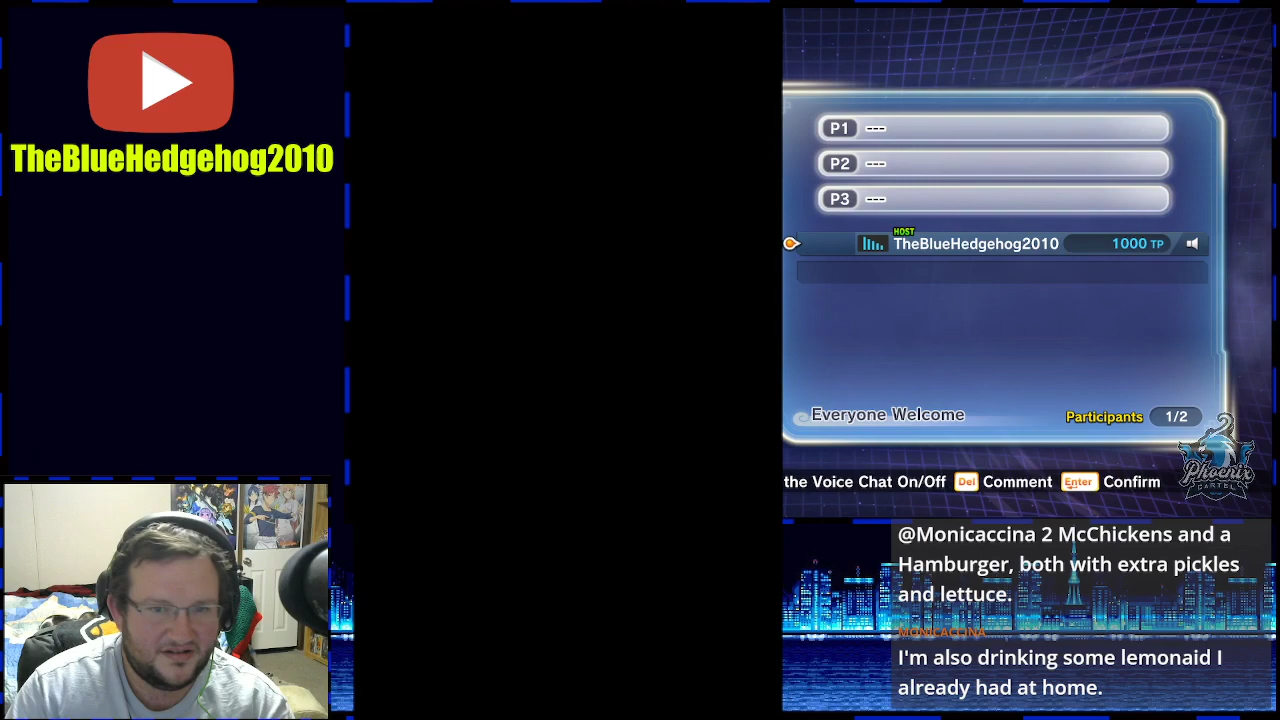 TheBlueHedgehog2010
P1 ---
P2 ---
P3 ---
HOST
TheBlueHedgehog2010 1000 TP
Everyone Welcome Participants 1/2
Phoenix
CARTEL
the Voice Chat On/Off Del Comment Enter Confirm
@Monicaccina 2 McChickens and a
Hamburger, both with extra pickles
and lettuce.
MONICACCINA
I'm also drinking some lemonaid I
already had at home.